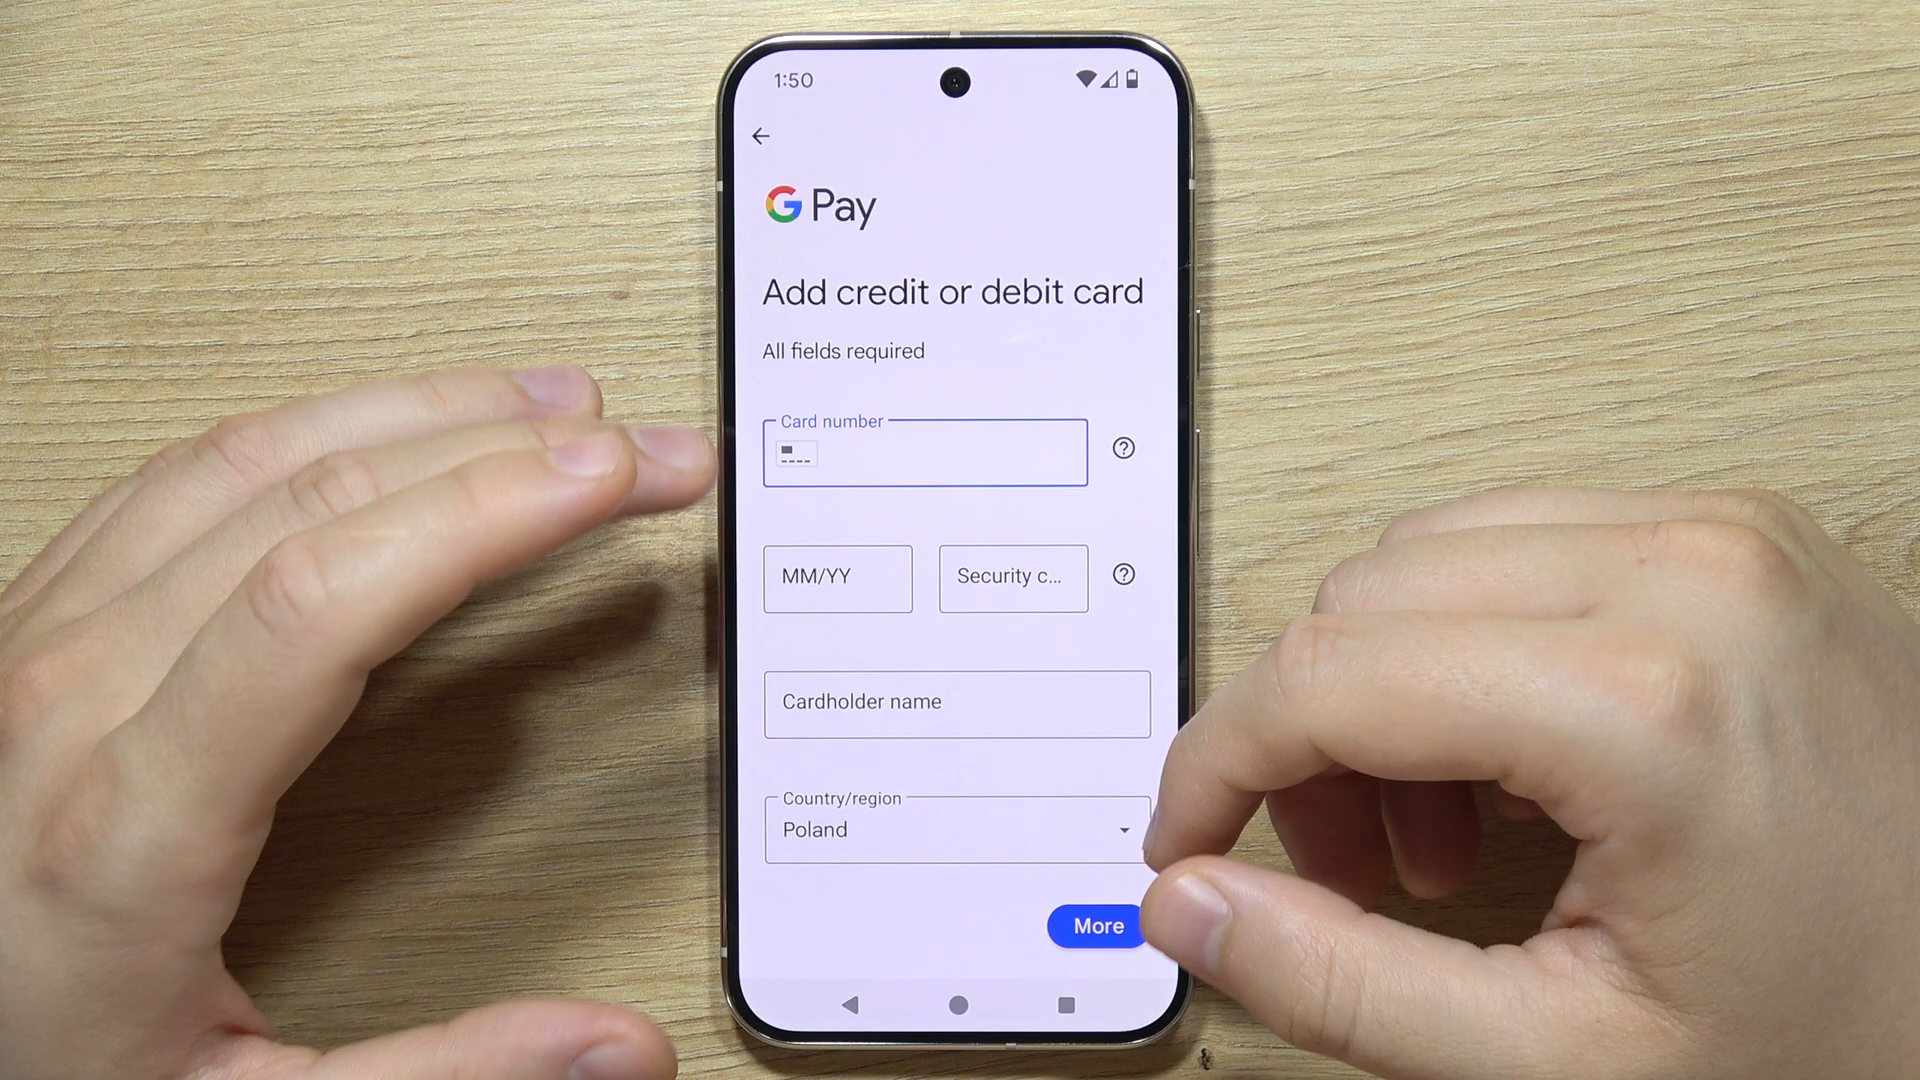 1:50
G Pay
Add credit or debit card
All fields required
Card number
MM/YY
Security c...
Cardholder name
Country/region
Poland
More